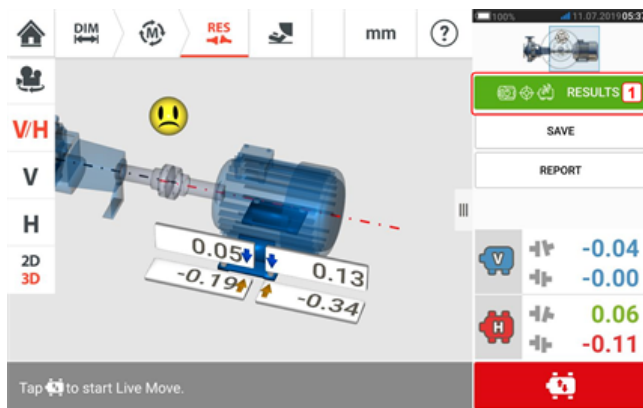 DIM
M
RES
mm
?
100%
11.07.2019 05:37
V/H
V
H
2D
3D
0.05
0.13
-0.19
-0.34
RESULTS 1
SAVE
REPORT
V
-0.04
-0.00
H
0.06
-0.11
Tap to start Live Move.